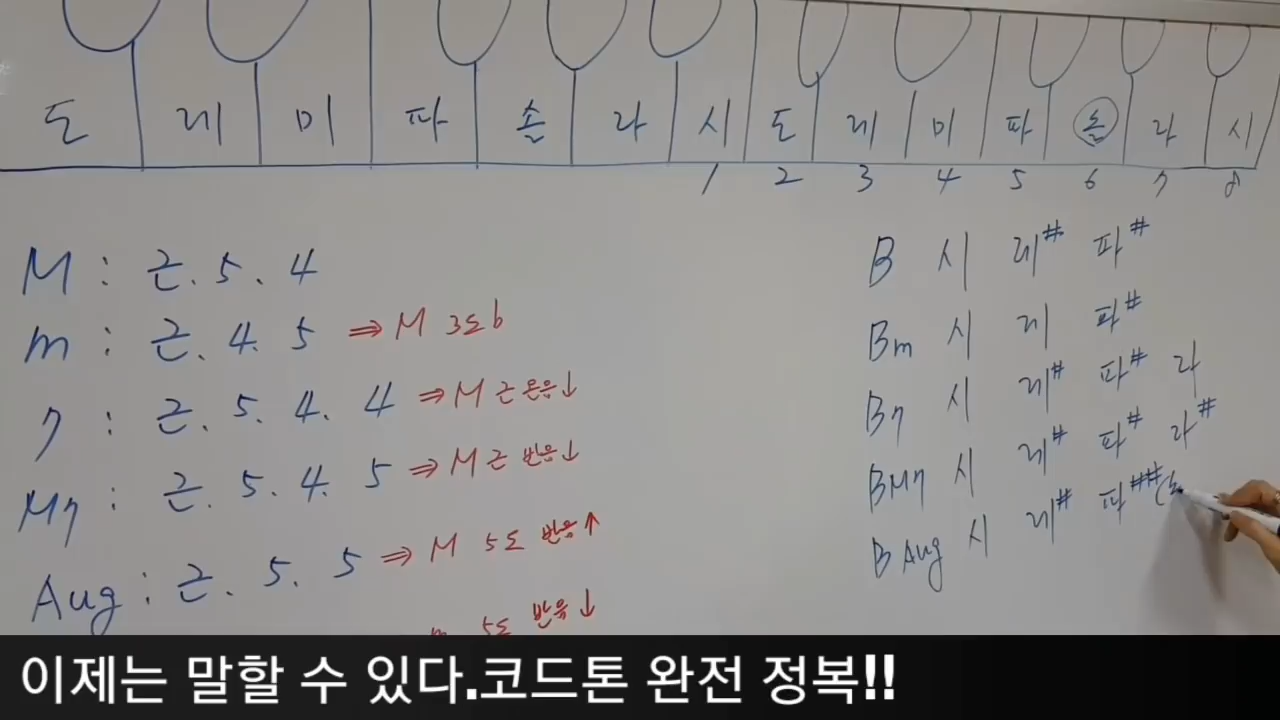 도 레 미 파 솔 라 시 도 레 미 파 솔 라 시
1 2 3 4 5 6 7 8
M : 근. 5. 4
m : 근. 4. 5 ⇒ M 3도b
7 : 근. 5. 4. 4 ⇒ M 근 온음↓
M7 : 근. 5. 4. 5 ⇒ M 근 반음↓
Aug : 근. 5. 5 ⇒ M 5도 반음↑
m 5도 반음↓
B 시 레# 파#
Bm 시 레 파#
B7 시 레# 파# 라
BM7 시 레# 파# 라#
B Aug 시 레# 파## (
이제는 말할 수 있다.코드톤 완전 정복!!